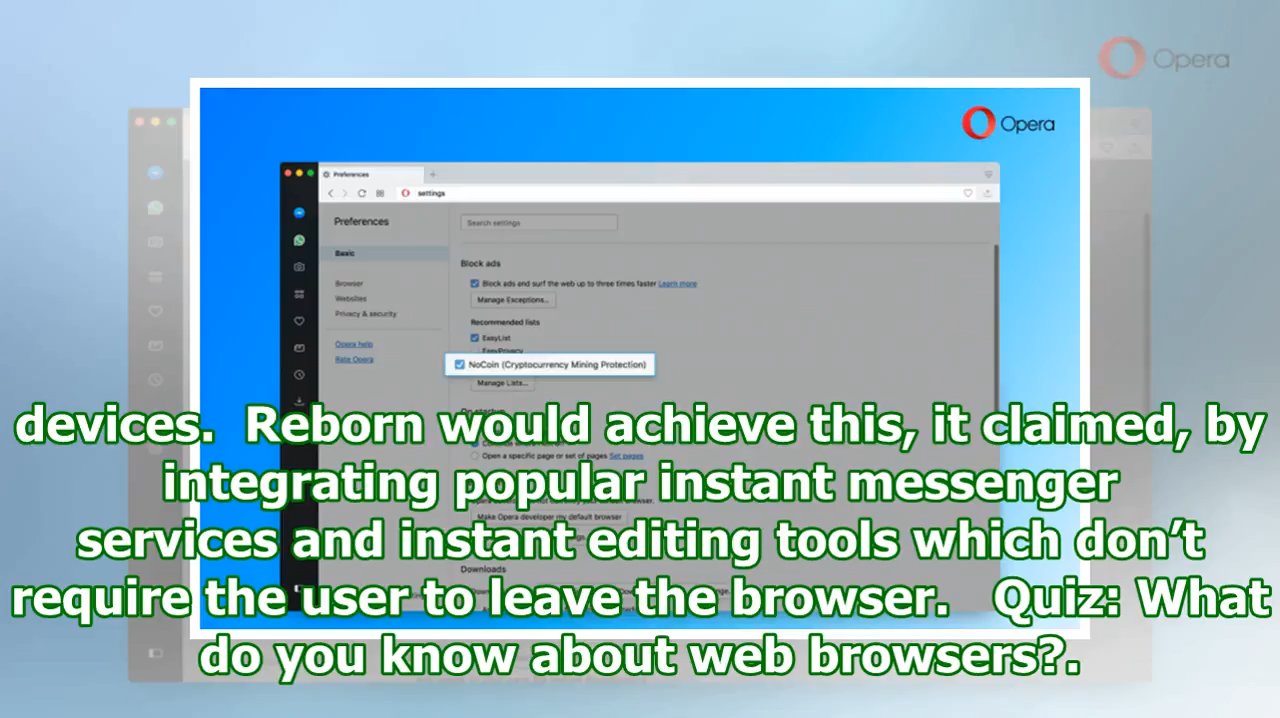 Opera
Opera
Preferences
settings
Preferences
Search settings
Basic
Block ads
Browser
Block ads and surf the web up to three times faster Learn more
Websites
Manage Exceptions...
Privacy & security
Recommended lists
EasyList
Opera help
EasyPrivacy
Rate Opera
NoCoin (Cryptocurrency Mining Protection)
Manage Lists...
On startup
devices. Reborn would achieve this, it claimed, by
Open a specific page or set of pages Set pages
integrating popular instant messenger
Make Opera developer my default browser
services and instant editing tools which don’t
Downloads
require the user to leave the browser. Quiz: What
do you know about web browsers?.